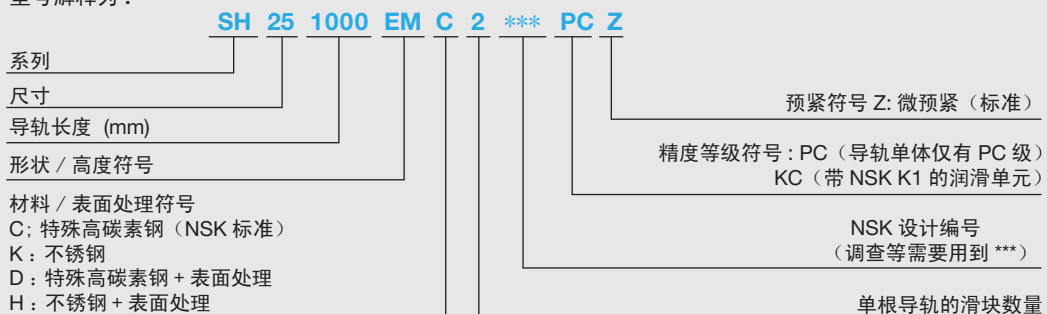 SH 25 1000 EM C 2 *** PC Z
系列
尺寸
导轨长度 (mm)
形状 / 高度符号
材料 / 表面处理符号
C; 特殊高碳素钢（NSK 标准）
K : 不锈钢
D : 特殊高碳素钢 + 表面处理
H : 不锈钢 + 表面处理
预紧符号 Z: 微预紧（标准）
精度等级符号 : PC（导轨单体仅有 PC 级）
KC（带 NSK K1 的润滑单元）
NSK 设计编号
（调查等需要用到 ***）
单根导轨的滑块数量